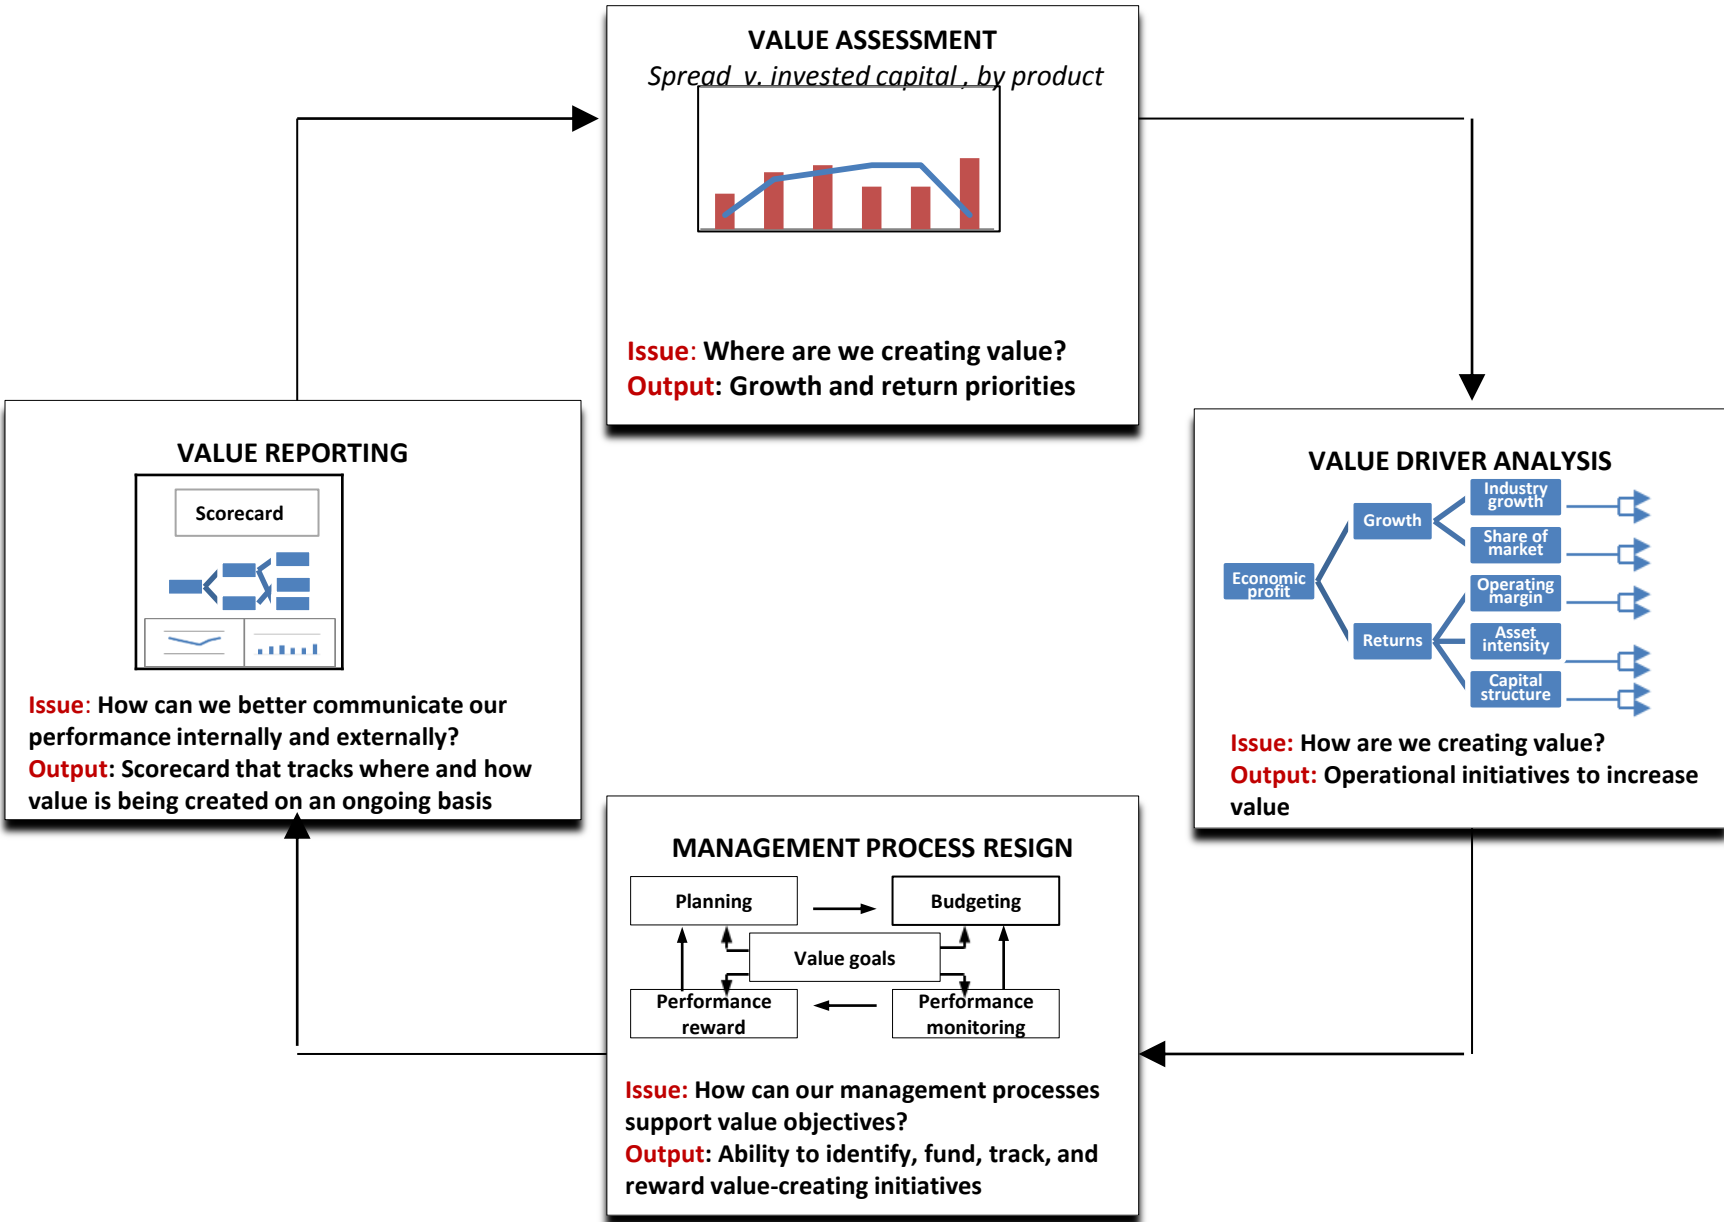 VALUE ASSESSMENT
Spread v. invested capital , by product
Issue: Where are we creating value?
Output: Growth and return priorities
VALUE REPORTING
Scorecard
Issue: How can we better communicate our
performance internally and externally?
Output: Scorecard that tracks where and how
value is being created on an ongoing basis
VALUE DRIVER ANALYSIS
Economic
profit
Growth
Returns
Industry
growth
Share of
market
Operating
margin
Asset
intensity
Capital
structure
Issue: How are we creating value?
Output: Operational initiatives to increase
value
MANAGEMENT PROCESS RESIGN
Planning
Budgeting
Value goals
Performance
reward
Performance
monitoring
Issue: How can our management processes
support value objectives?
Output: Ability to identify, fund, track, and
reward value-creating initiatives